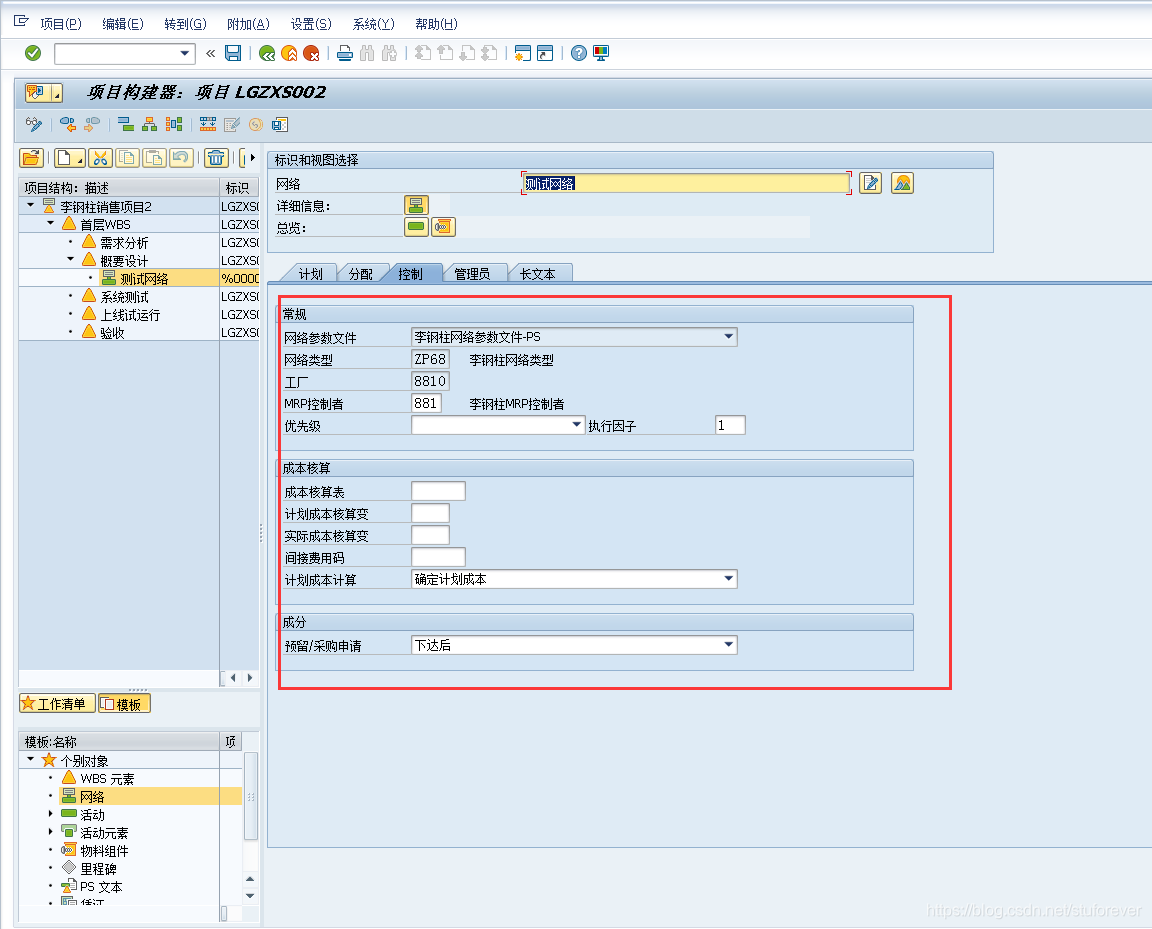 项目(P) 编辑(E) 转到(G) 附加(A) 设置(S) 系统(Y) 帮助(H)
项目构建器：项目 LGZXS002
项目结构：描述 标识
李钢柱销售项目2 LGZXS0
首层WBS LGZXS0
需求分析 LGZXS0
概要设计 LGZXS0
测试网络 %0000
系统测试 LGZXS0
上线试运行 LGZXS0
验收 LGZXS0
工作清单 模板
模板:名称 项
个别对象
WBS 元素
网络
活动
活动元素
物料组件
里程碑
PS 文本
标识和视图选择
网络 测试网络
详细信息：
总览：
计划 分配 控制 管理员 长文本
常规
网络参数文件 李钢柱网络参数文件-PS
网络类型 ZP68 李钢柱网络类型
工厂 8810
MRP控制者 881 李钢柱MRP控制者
优先级 执行因子 1
成本核算
成本核算表
计划成本核算变
实际成本核算变
间接费用码
计划成本计算 确定计划成本
成分
预留/采购申请 下达后
https://blog.csdn.net/stuforever